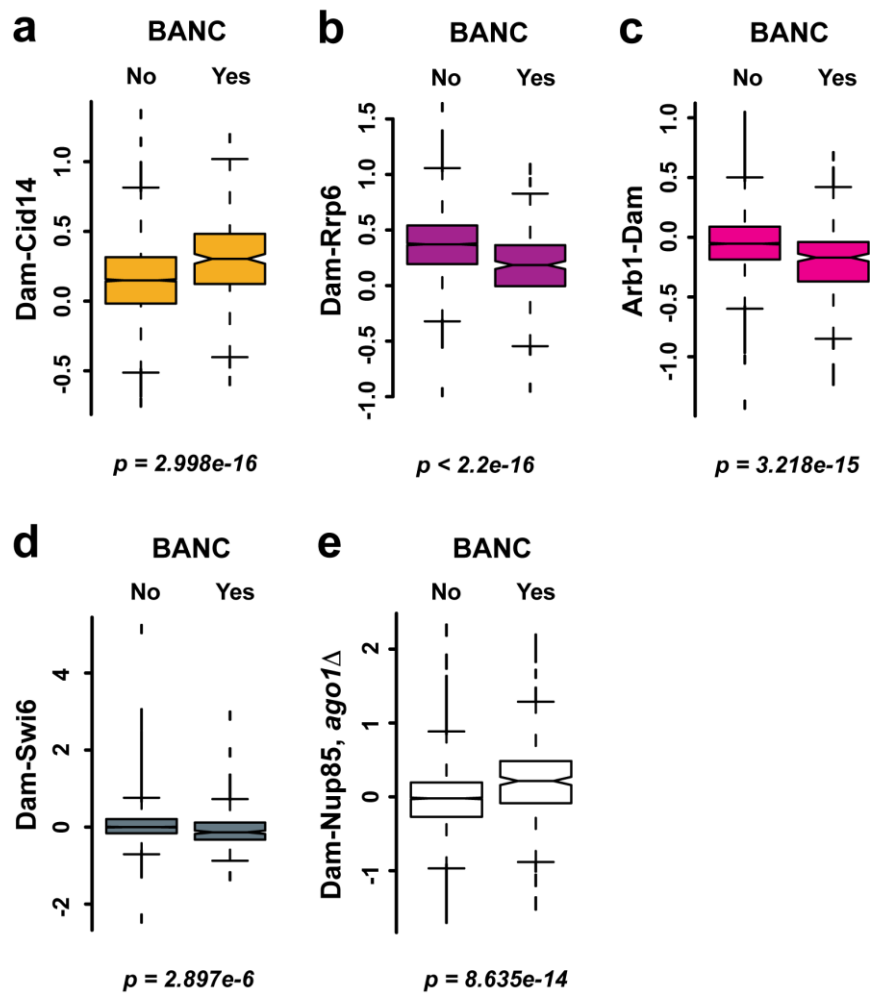 a
BANC
No Yes
Dam-Cid14
1.0
0.5
0.0
-0.5
p = 2.998e-16
b
BANC
No Yes
Dam-Rrp6
1.5
1.0
0.5
0.0
-0.5
-1.0
p < 2.2e-16
c
BANC
No Yes
Arb1-Dam
1.0
0.5
0.0
-0.5
-1.0
p = 3.218e-15
d
BANC
No Yes
Dam-Swi6
4
2
0
-2
p = 2.897e-6
e
BANC
No Yes
Dam-Nup85, ago1Δ
2
1
0
-1
p = 8.635e-14